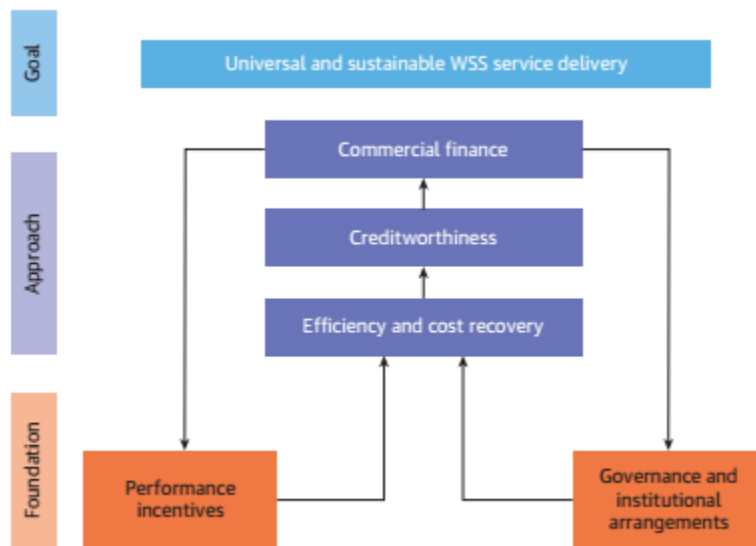 Goal
Universal and sustainable WSS service delivery
Approach
Commercial finance
Creditworthiness
Efficiency and cost recovery
Foundation
Performance
incentives
Governance and
institutional
arrangements